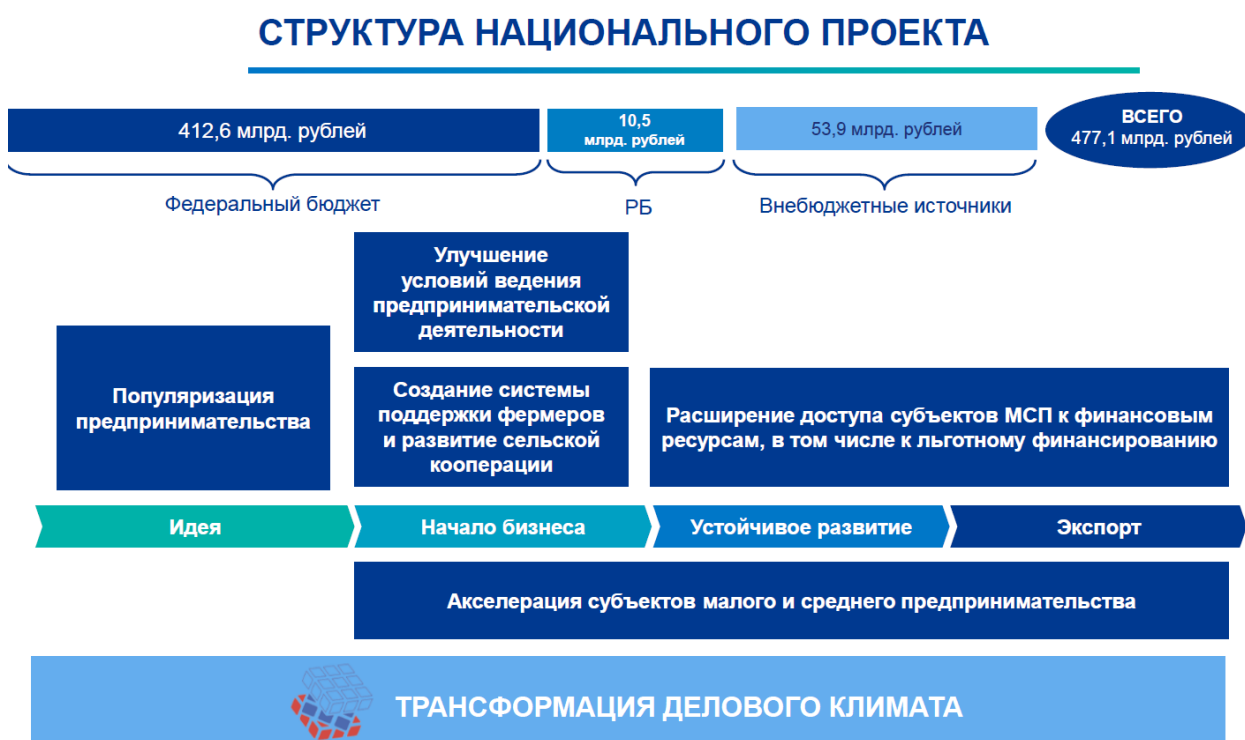 СТРУКТУРА НАЦИОНАЛЬНОГО ПРОЕКТА
412,6 млрд. рублей
10,5
млрд. рублей
53,9 млрд. рублей
ВСЕГО
477,1 млрд. рублей
Федеральный бюджет
РБ
Внебюджетные источники
Улучшение
условий ведения
предпринимательской
деятельности
Популяризация
предпринимательства
Создание системы
поддержки фермеров
и развитие сельской
кооперации
Расширение доступа субъектов МСП к финансовым
ресурсам, в том числе к льготному финансированию
Идея
Начало бизнеса
Устойчивое развитие
Экспорт
Акселерация субъектов малого и среднего предпринимательства
ТРАНСФОРМАЦИЯ ДЕЛОВОГО КЛИМАТА